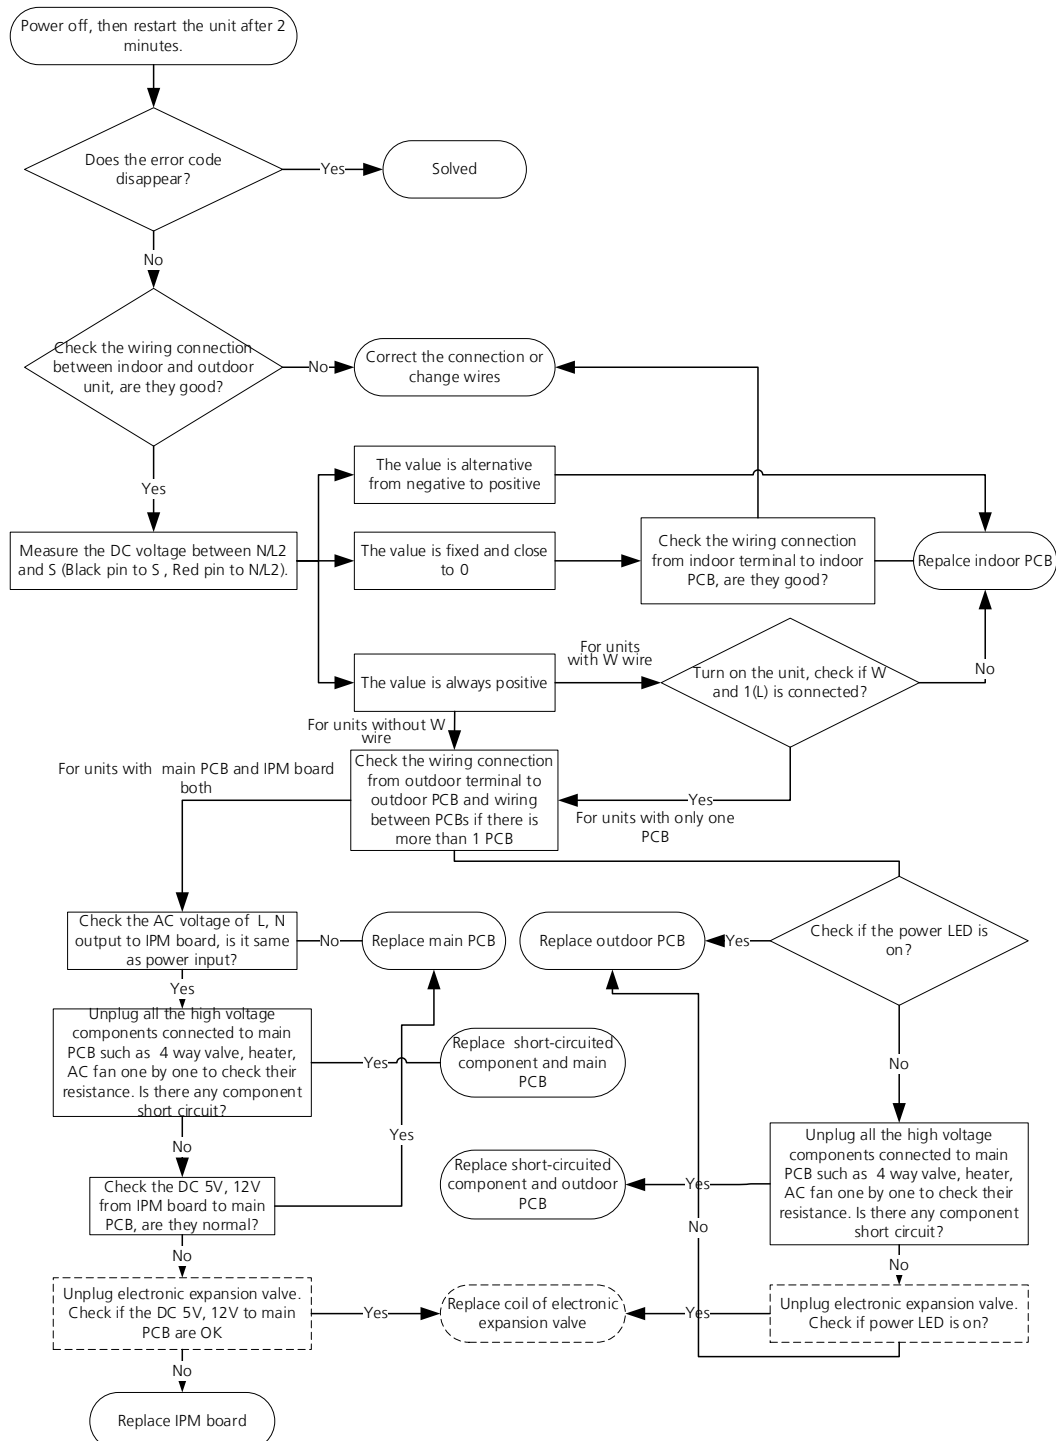 Power off, then restart the unit after 2
minutes.
Does the error code
disappear?
Yes
Solved
No
Check the wiring connection
between indoor and outdoor
unit, are they good?
No
Correct the connection or
change wires
Yes
The value is alternative
from negative to positive
Measure the DC voltage between N/L2
and S (Black pin to S , Red pin to N/L2).
The value is fixed and close
to 0
Check the wiring connection
from indoor terminal to indoor
PCB, are they good?
Repalce indoor PCB
The value is always positive
For units
with W wire
Turn on the unit, check if W
and 1(L) is connected?
No
For units without W
wire
For units with  main PCB and IPM board
both
Check the wiring connection
from outdoor terminal to
outdoor PCB and wiring
between PCBs if there is
more than 1 PCB
Yes
For units with only one
PCB
Check the AC voltage of  L, N
output to IPM board, is it same
as power input?
No
Replace main PCB
Replace outdoor PCB
Yes
Check if the power LED is
on?
Yes
Unplug all the high voltage
components connected to main
PCB such as  4 way valve, heater,
AC fan one by one to check their
resistance. Is there any component
short circuit?
Yes
Replace  short-circuited
component and main
PCB
No
No
Yes
Check the DC 5V, 12V
from IPM board to main
PCB, are they normal?
Replace short-circuited
component and outdoor
PCB
Yes
Unplug all the high voltage
components connected to main
PCB such as  4 way valve, heater,
AC fan one by one to check their
resistance. Is there any component
short circuit?
No
No
No
Unplug electronic expansion valve.
Check if the DC 5V, 12V to main
PCB are OK
Yes
Replace coil of electronic
expansion valve
Yes
Unplug electronic expansion valve.
Check if power LED is on?
No
Replace IPM board